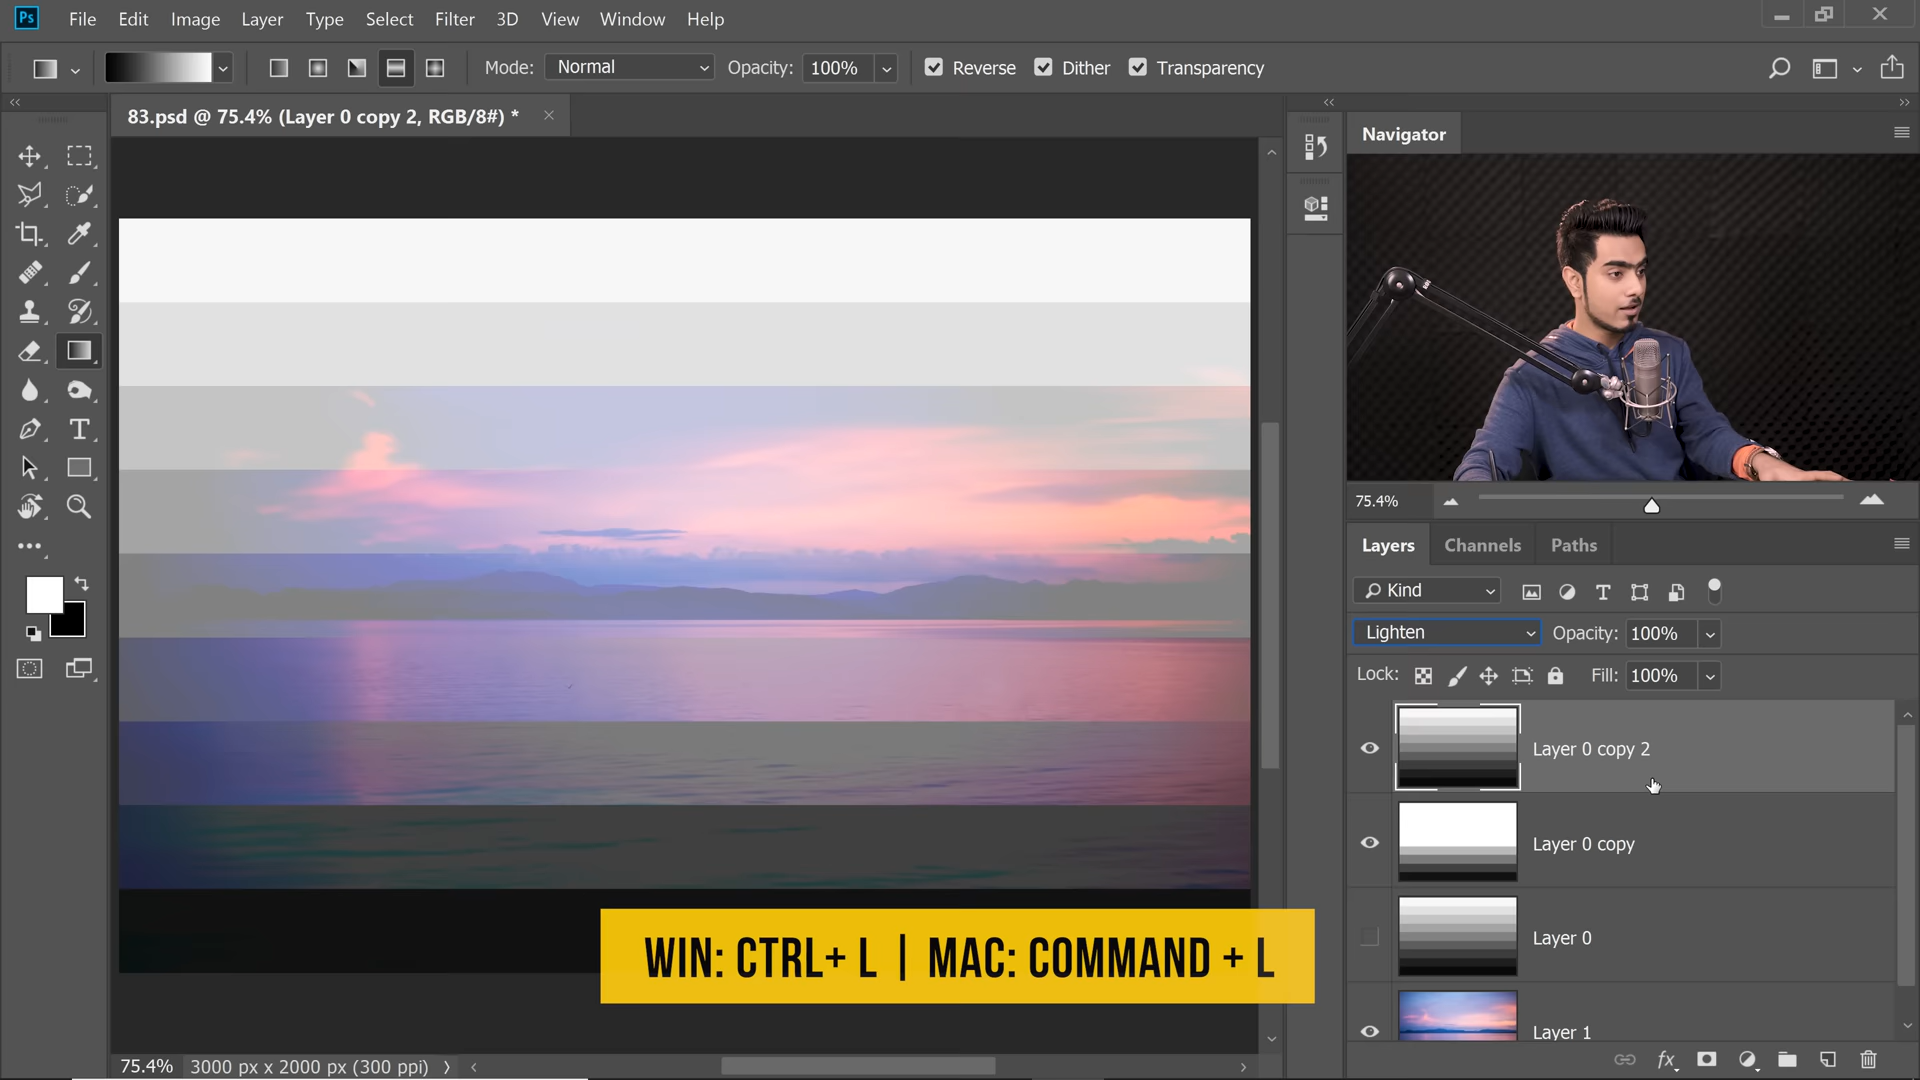 Ps File Edit Image Layer Type Select Filter 3D View Window Help
Mode: Normal Opacity: 100% Reverse Dither Transparency
83.psd @ 75.4% (Layer 0 copy 2, RGB/8#) *
Navigator
75.4%
Layers Channels Paths
Kind
Lighten Opacity: 100%
Lock: Fill: 100%
Layer 0 copy 2
Layer 0 copy
Layer 0
Layer 1
fx
WIN: CTRL+ L | MAC: COMMAND + L
75.4% 3000 px x 2000 px (300 ppi)